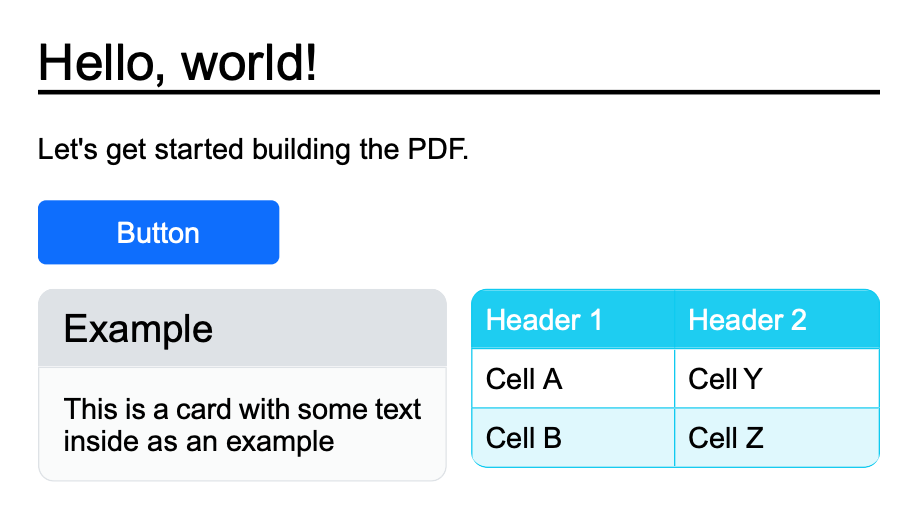 Hello, world!
Let's get started building the PDF.
Button
Example
This is a card with some text
inside as an example
Header 1 Header 2
Cell A Cell Y
Cell B Cell Z